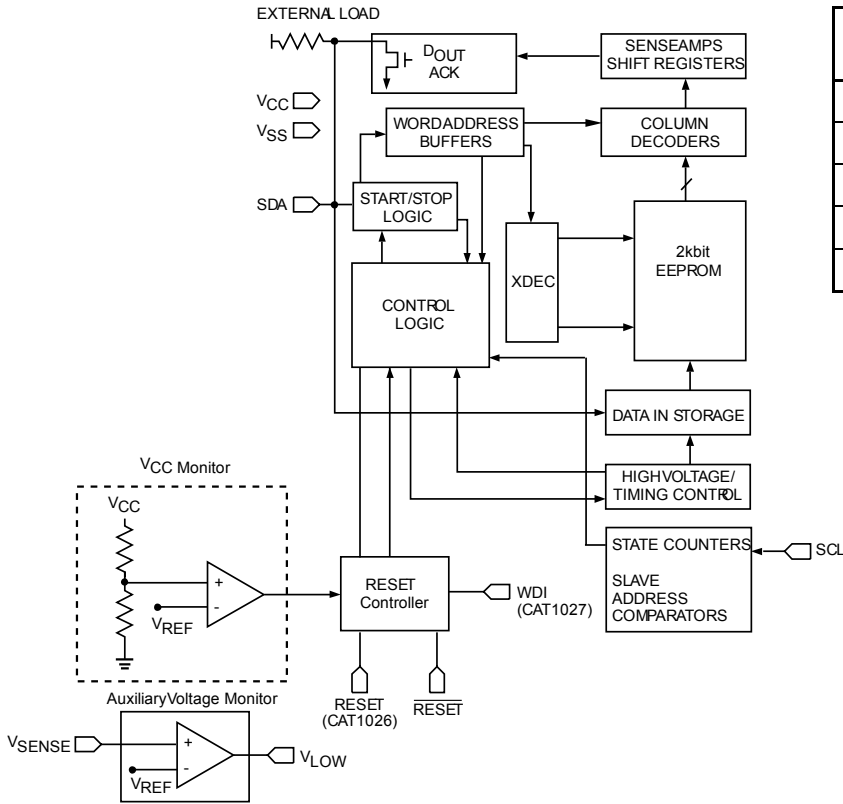 EXTERNAL LOAD
DOUT
ACK
SENSEAMPS
SHIFT REGISTERS
VCC
VSS
WORDADDRESS
BUFFERS
COLUMN
DECODERS
SDA
START/STOP
LOGIC
XDEC
2kbit
EEPROM
CONTROL
LOGIC
DATA IN STORAGE
VCC Monitor
HIGHVOLTAGE/
TIMING CONTROL
VCC
STATE COUNTERS
SCL
SLAVE
ADDRESS
COMPARATORS
+
-
VREF
RESET
Controller
WDI
(CAT1027)
RESET
(CAT1026)
RESET
AuxiliaryVoltage Monitor
VSENSE
+
-
VREF
VLOW